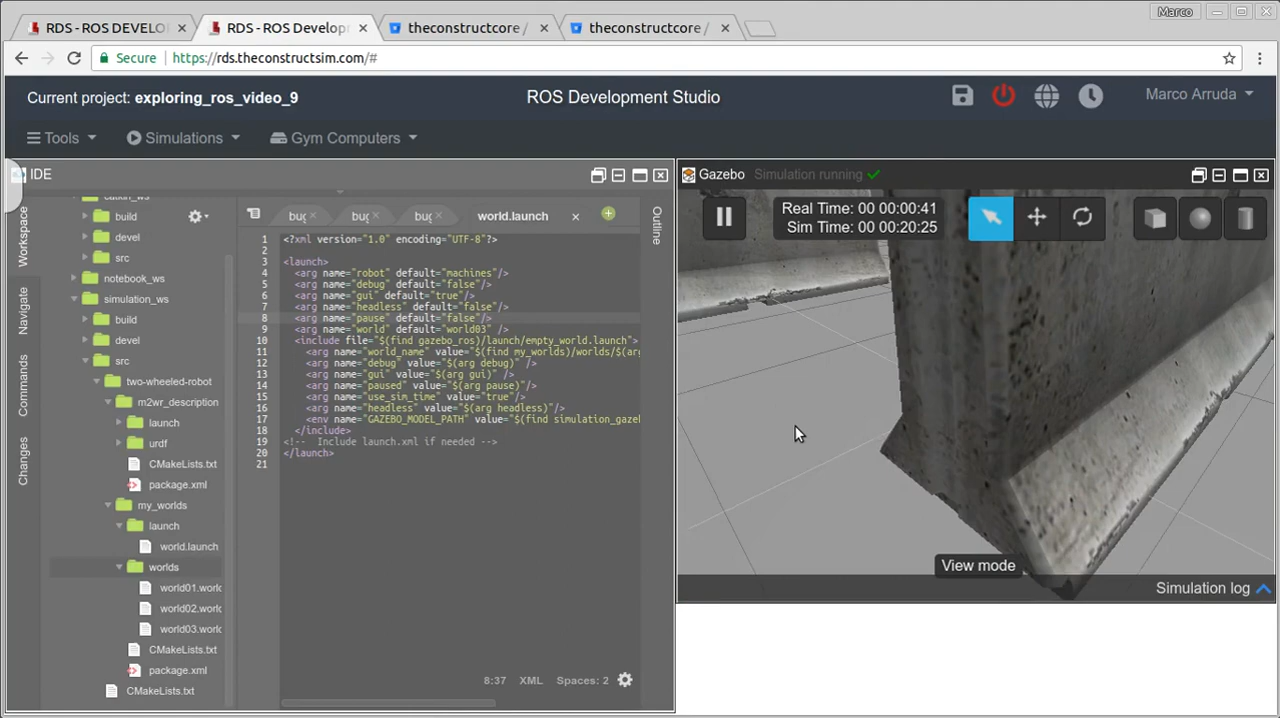 Marco
RDS - ROS DEVELO
RDS - ROS Develop
theconstructcore /
theconstructcore /
Secure
https://rds.theconstructsim.com/#
Current project: exploring_ros_video_9
ROS Development Studio
Marco Arruda
Tools
Simulations
Gym Computers
IDE
Workspace
Navigate
Commands
Changes
build
devel
src
notebook_ws
simulation_ws
build
devel
src
two-wheeled-robot
m2wr_description
launch
urdf
CMakeLists.txt
package.xml
my_worlds
launch
world.launch
worlds
world01.worl
world02.worl
world03.worl
CMakeLists.txt
package.xml
CMakeLists.txt
world.launch
Outline
1 <?xml version="1.0" encoding="UTF-8"?>
2
3 <launch>
4 <arg name="robot" default="machines"/>
5 <arg name="debug" default="false"/>
6 <arg name="gui" default="true"/>
7 <arg name="headless" default="false"/>
8 <arg name="pause" default="false"/>
9 <arg name="world" default="world03" />
10 <include file="$(find gazebo_ros)/launch/empty_world.launch">
11 <arg name="world_name" value="$(find my_worlds)/worlds/$(arg
12 <arg name="debug" value="$(arg debug)" />
13 <arg name="gui" value="$(arg gui)" />
14 <arg name="paused" value="$(arg pause)"/>
15 <arg name="use_sim_time" value="true"/>
16 <arg name="headless" value="$(arg headless)"/>
17 <env name="GAZEBO_MODEL_PATH" value="$(find simulation_gazeb
18 </include>
19 <!-- Include launch.xml if needed -->
20 </launch>
21
8:37 XML Spaces: 2
Gazebo Simulation running
Real Time: 00 00:00:41
Sim Time: 00 00:20:25
View mode
Simulation log